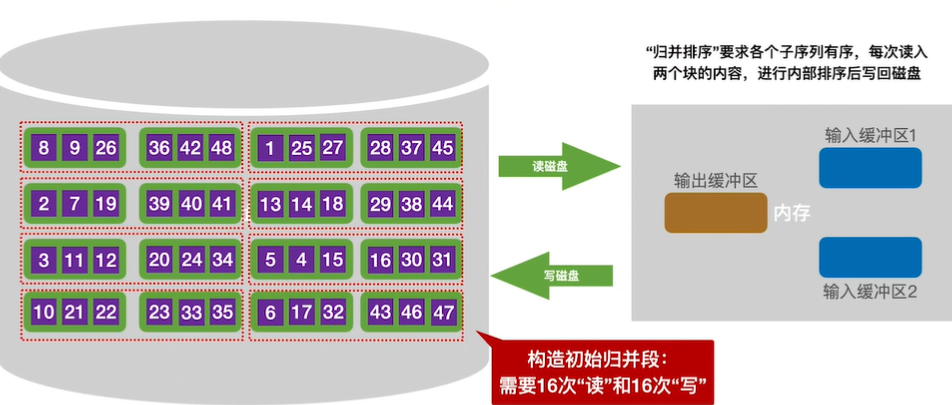 “归并排序”要求各个子序列有序，每次读入
两个块的内容，进行内部排序后写回磁盘
8 9 26 36 42 48 1 25 27 28 37 45
2 7 19 39 40 41 13 14 18 29 38 44
3 11 12 20 24 34 5 4 15 16 30 31
10 21 22 23 33 35 6 17 32 43 46 47
读磁盘
写磁盘
输入缓冲区1
输出缓冲区
内存
输入缓冲区2
构造初始归并段：
需要16次“读”和16次“写”